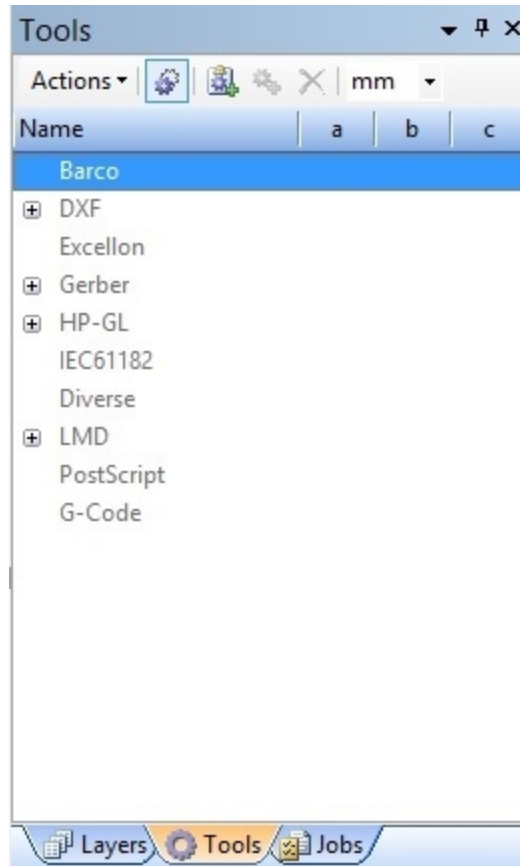 Tools
Actions mm
Name a b c
Barco
DXF
Excellon
Gerber
HP-GL
IEC61182
Diverse
LMD
PostScript
G-Code
Layers Tools Jobs